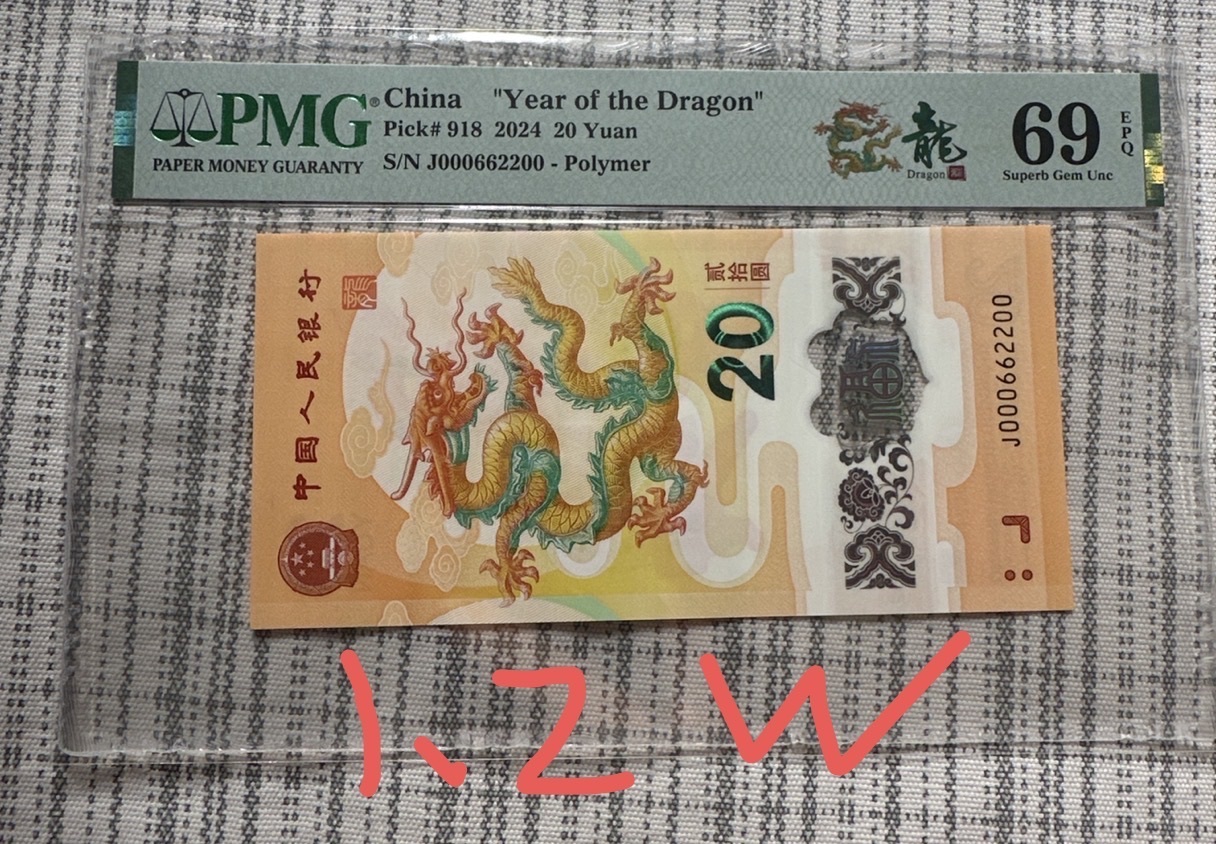 PMG®
PAPER MONEY GUARANTY
China "Year of the Dragon"
Pick# 918 2024 20 Yuan
S/N J000662200 - Polymer
龍
Dragon
69
EPQ
Superb Gem Unc
中国人民银行
贰拾圆
20
福
J000662200
1.2W